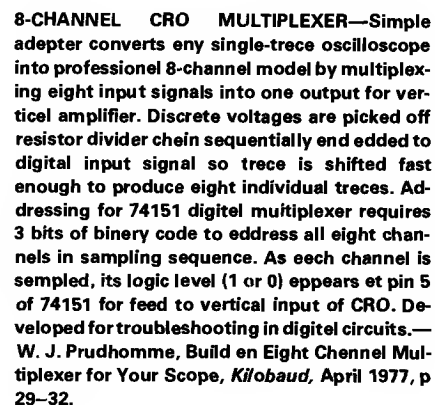 8-CHANNEL CRO MULTIPLEXER—Simple
adepter converts eny single-trece oscilloscope
into professionel 8-channel model by multiplex-
ing eight input signals into one output for ver-
ticel amplifier. Discrete voltages are picked off
resistor divider chein sequentially end edded to
digital input signal so trece is shifted fast
enough to produce eight individual treces. Ad-
dressing for 74151 digitel multiplexer requires
3 bits of binery code to eddress all eight chan-
nels in sampling sequence. As eech channel is
sempled, its logic level (1 or 0) eppears et pin 5
of 74151 for feed to vertical input of CRO. De-
veloped for troubleshooting in digitel circuits.—
W. J. Prudhomme, Build en Eight Chennel Mul-
tiplexer for Your Scope, Kilobaud, April 1977, p
29–32.